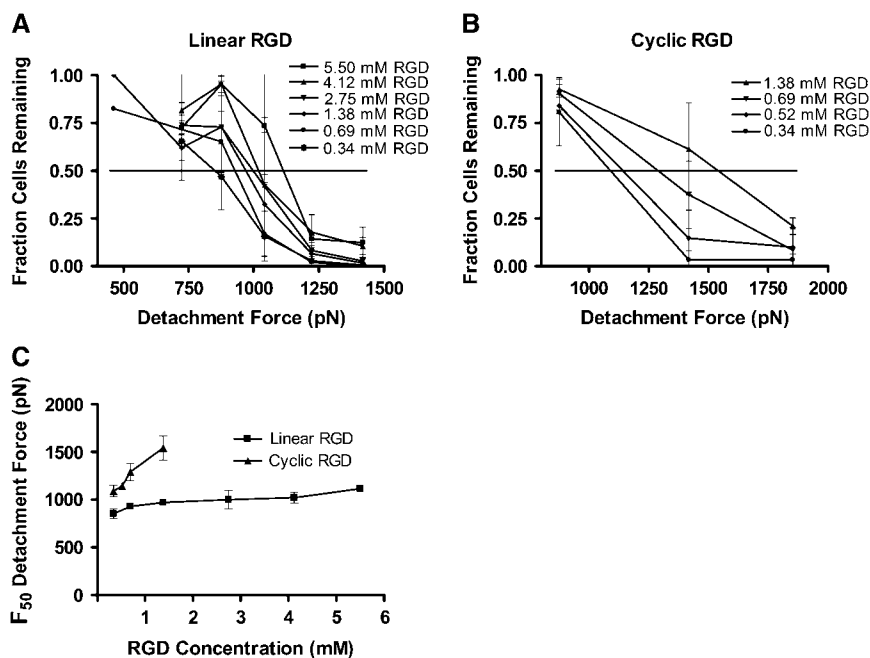 A
Linear RGD
Fraction Cells Remaining
1.00
0.75
0.50
0.25
0.00
5.50 mM RGD
4.12 mM RGD
2.75 mM RGD
1.38 mM RGD
0.69 mM RGD
0.34 mM RGD
500
750
1000
1250
1500
Detachment Force (pN)
B
Cyclic RGD
Fraction Cells Remaining
1.00
0.75
0.50
0.25
0.00
1.38 mM RGD
0.69 mM RGD
0.52 mM RGD
0.34 mM RGD
1000
1250
1500
1750
2000
Detachment Force (pN)
C
F50 Detachment Force (pN)
2000
1500
1000
500
0
Linear RGD
Cyclic RGD
1
2
3
4
5
6
RGD Concentration (mM)